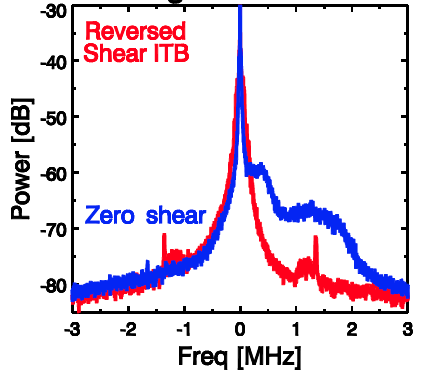 -30
Reversed
Shear ITB
-40
-50
-60
Zero shear
-70
-80
Power [dB]
-3 -2 -1 0 1 2 3
Freq [MHz]